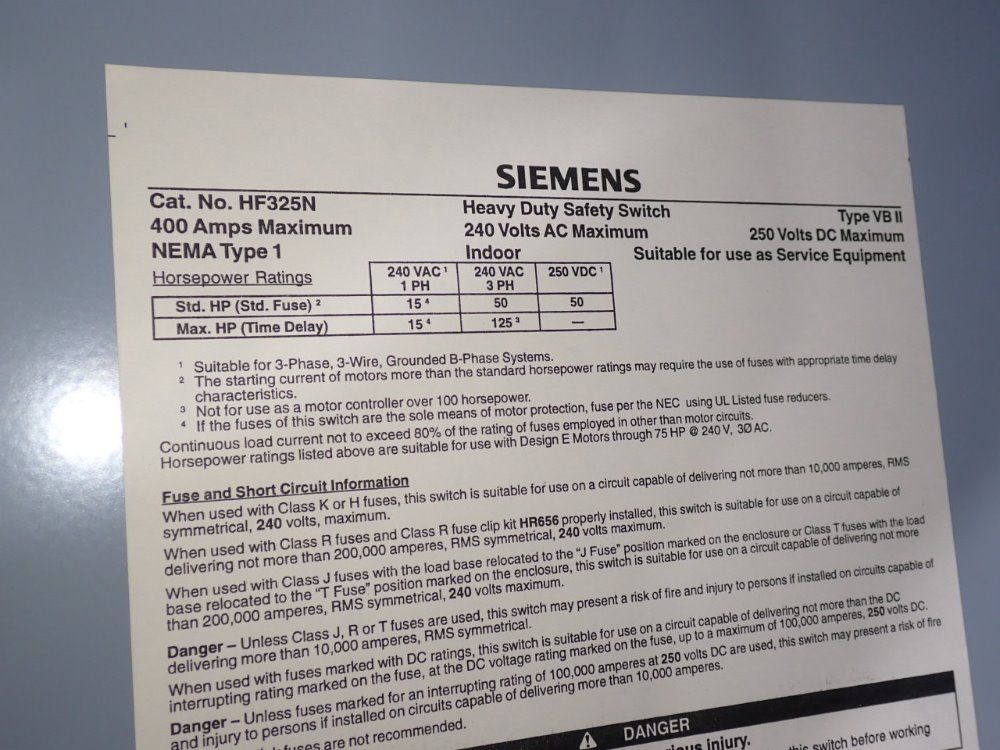 SIEMENS
Cat. No. HF325N Heavy Duty Safety Switch Type VB II
400 Amps Maximum 240 Volts AC Maximum 250 Volts DC Maximum
NEMA Type 1 Indoor Suitable for use as Service Equipment
Horsepower Ratings 240 VAC ¹ 1 PH 240 VAC 3 PH 250 VDC ¹
Std. HP (Std. Fuse) ² 15 ⁴ 50 50
Max. HP (Time Delay) 15 ⁴ 125 ³ —
¹ Suitable for 3-Phase, 3-Wire, Grounded B-Phase Systems.
² The starting current of motors more than the standard horsepower ratings may require the use of fuses with appropriate time delay
characteristics.
³ Not for use as a motor controller over 100 horsepower.
⁴ If the fuses of this switch are the sole means of motor protection, fuse per the NEC using UL Listed fuse reducers.
Continuous load current not to exceed 80% of the rating of fuses employed in other than motor circuits.
Horsepower ratings listed above are suitable for use with Design E Motors through 75 HP @ 240 V, 3Ø AC.
Fuse and Short Circuit Information
When used with Class K or H fuses, this switch is suitable for use on a circuit capable of delivering not more than 10,000 amperes, RMS
symmetrical, 240 volts, maximum.
When used with Class R fuses and Class R fuse clip kit HR656 properly installed, this switch is suitable for use on a circuit capable of
delivering not more than 200,000 amperes, RMS symmetrical, 240 volts maximum.
When used with Class J fuses with the load base relocated to the "J Fuse" position marked on the enclosure or Class T fuses with the load
base relocated to the "T Fuse" position marked on the enclosure, this switch is suitable for use on a circuit capable of delivering not more
than 200,000 amperes, RMS symmetrical, 240 volts maximum.
Danger – Unless Class J, R or T fuses are used, this switch may present a risk of fire and injury to persons if installed on circuits capable of
delivering more than 10,000 amperes, RMS symmetrical.
When used with fuses marked with DC ratings, this switch is suitable for use on a circuit capable of delivering not more than the DC
interrupting rating marked on the fuse, at the DC voltage rating marked on the fuse, up to a maximum of 100,000 amperes, 250 volts DC.
Danger – Unless fuses marked for an interrupting rating of 100,000 amperes at 250 volts DC are used, this switch may present a risk of fire
and injury to persons if installed on circuits capable of delivering more than 10,000 amperes.
fuses are not recommended.
DANGER
injury.
this switch before working